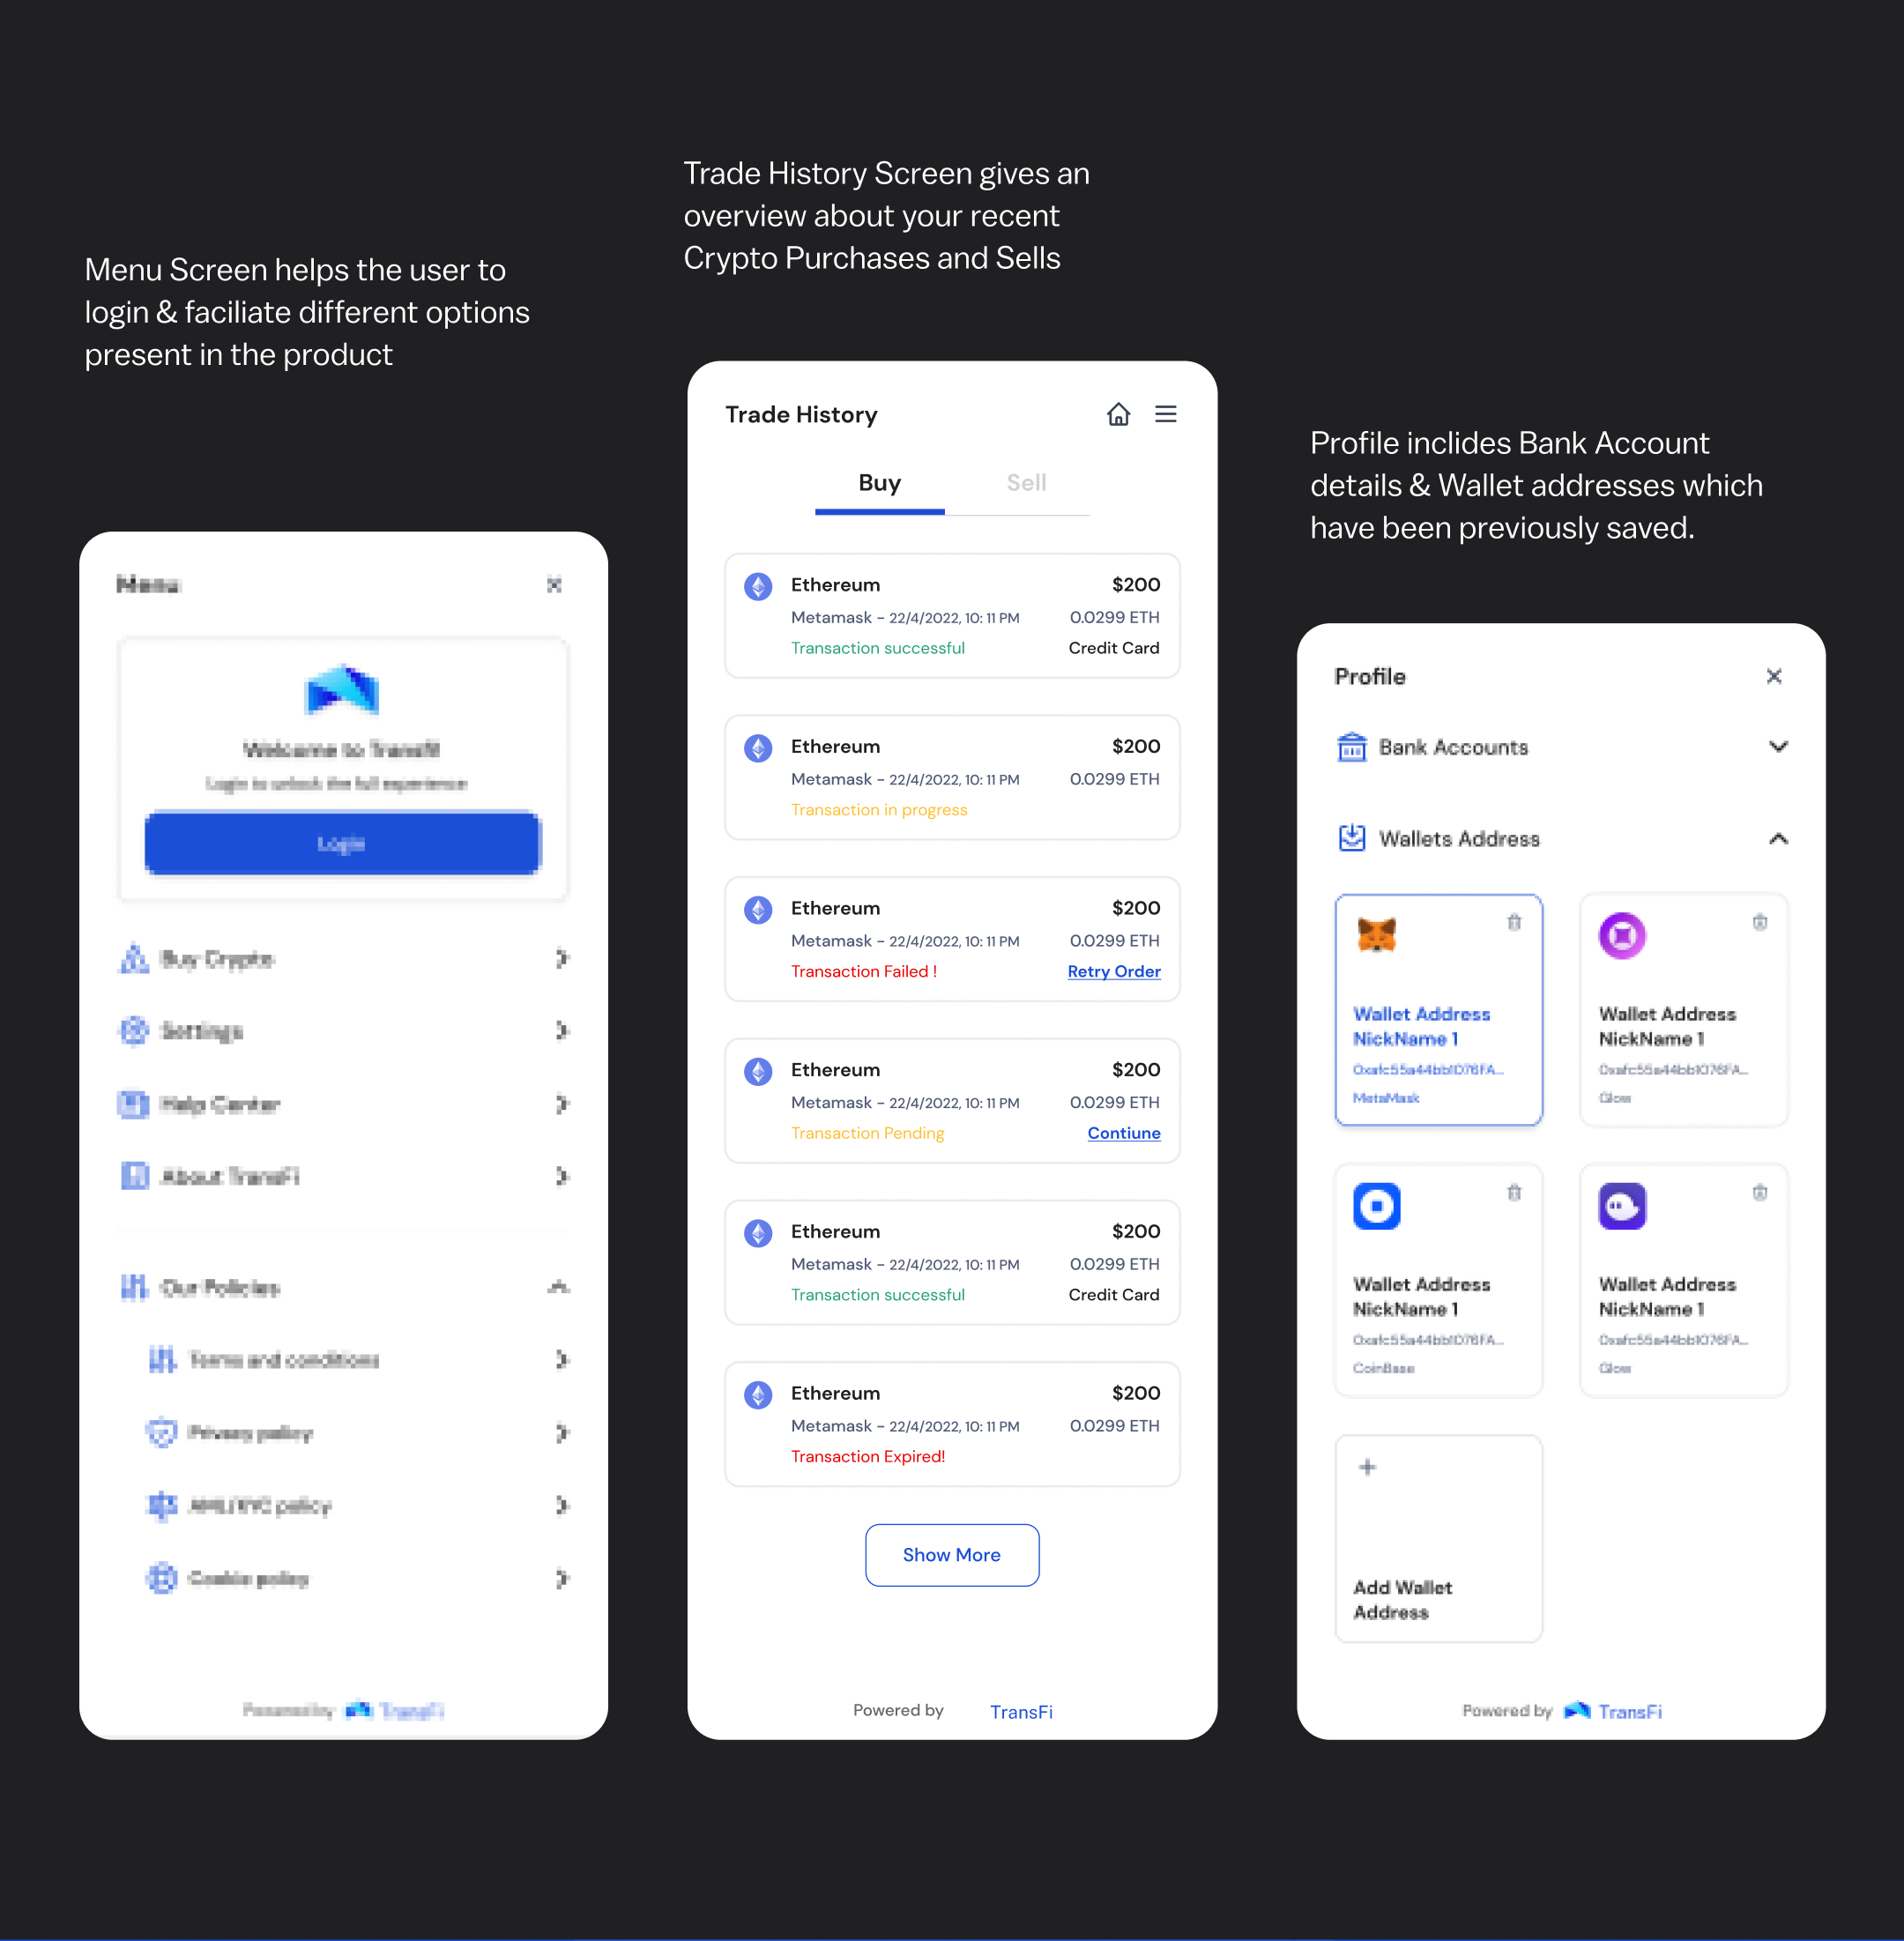 Menu Screen helps the user to
login & faciliate different options
present in the product
Menu
Welcome to Transfi
Login to unlock the full experience
Login
Buy Crypto
Settings
Help Center
About TransFi
Our Policies
Terms and conditions
Privacy policy
AML/KYC policy
Cookie policy
Powered by TransFi
Trade History Screen gives an
overview about your recent
Crypto Purchases and Sells
Trade History
Buy Sell
Ethereum $200
Metamask - 22/4/2022, 10: 11 PM 0.0299 ETH
Transaction successful Credit Card
Ethereum $200
Metamask - 22/4/2022, 10: 11 PM 0.0299 ETH
Transaction in progress
Ethereum $200
Metamask - 22/4/2022, 10: 11 PM 0.0299 ETH
Transaction Failed ! Retry Order
Ethereum $200
Metamask - 22/4/2022, 10: 11 PM 0.0299 ETH
Transaction Pending Contiune
Ethereum $200
Metamask - 22/4/2022, 10: 11 PM 0.0299 ETH
Transaction successful Credit Card
Ethereum $200
Metamask - 22/4/2022, 10: 11 PM 0.0299 ETH
Transaction Expired!
Show More
Powered by TransFi
Profile inclides Bank Account
details & Wallet addresses which
have been previously saved.
Profile
Bank Accounts
Wallets Address
Wallet Address
NickName 1
0xafc55a44bb1076FA...
MetaMask
Wallet Address
NickName 1
0xafc55a44bb1076FA...
Glow
Wallet Address
NickName 1
0xafc55a44bb1076FA...
CoinBase
Wallet Address
NickName 1
0xafc55a44bb1076FA...
Glow
Add Wallet
Address
Powered by TransFi